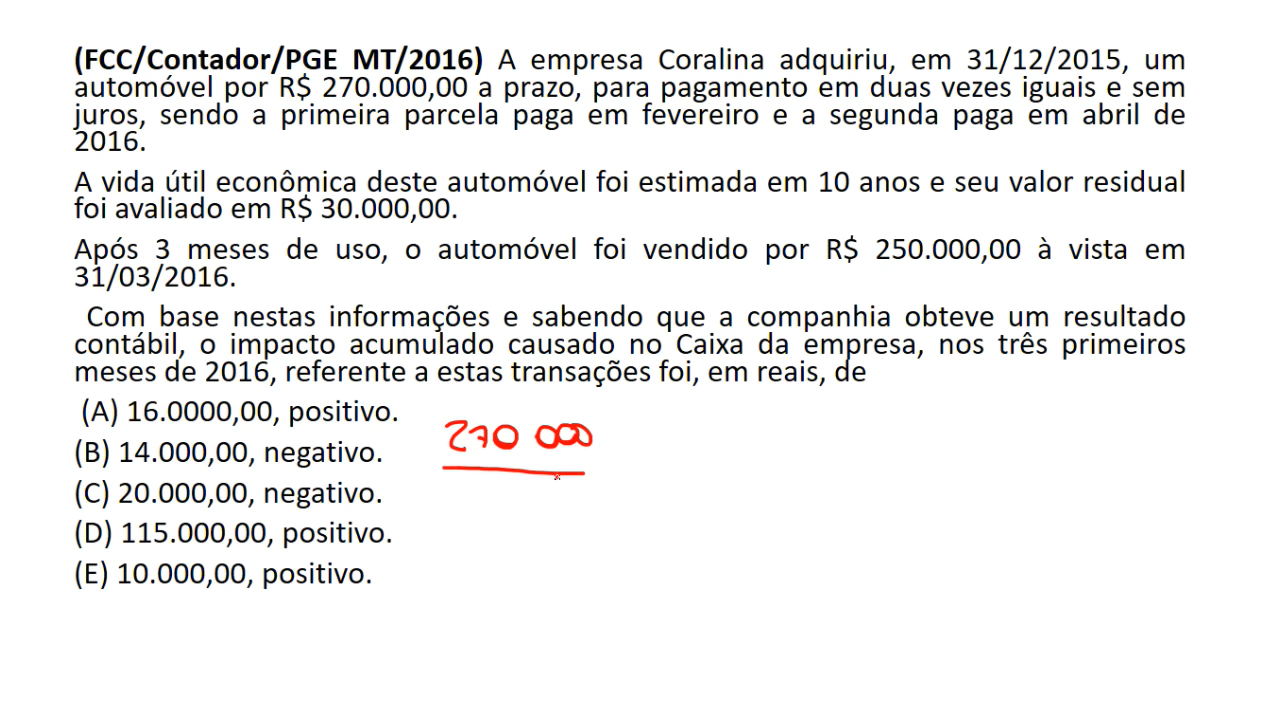 (FCC/Contador/PGE MT/2016) A empresa Coralina adquiriu, em 31/12/2015, um
automóvel por R$ 270.000,00 a prazo, para pagamento em duas vezes iguais e sem
juros, sendo a primeira parcela paga em fevereiro e a segunda paga em abril de
2016.
A vida útil econômica deste automóvel foi estimada em 10 anos e seu valor residual
foi avaliado em R$ 30.000,00.
Após 3 meses de uso, o automóvel foi vendido por R$ 250.000,00 à vista em
31/03/2016.
Com base nestas informações e sabendo que a companhia obteve um resultado
contábil, o impacto acumulado causado no Caixa da empresa, nos três primeiros
meses de 2016, referente a estas transações foi, em reais, de
(A) 16.0000,00, positivo.
(B) 14.000,00, negativo.
270 000
(C) 20.000,00, negativo.
(D) 115.000,00, positivo.
(E) 10.000,00, positivo.